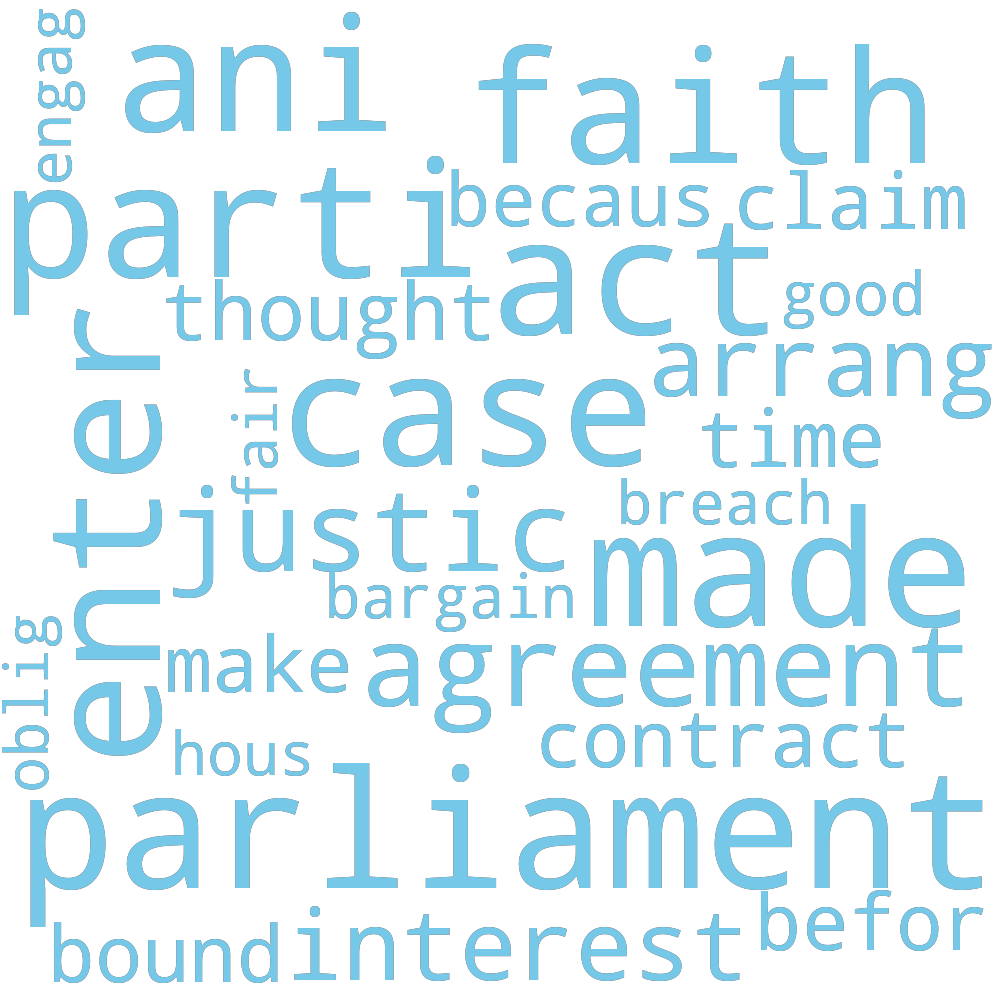 engag
ani
faith
parti
becaus
claim
act
thought
good
enter
arrang
fair
case
time
justic
breach
made
bargain
oblig
make
agreement
hous
contract
parliament
bound
interest
befor